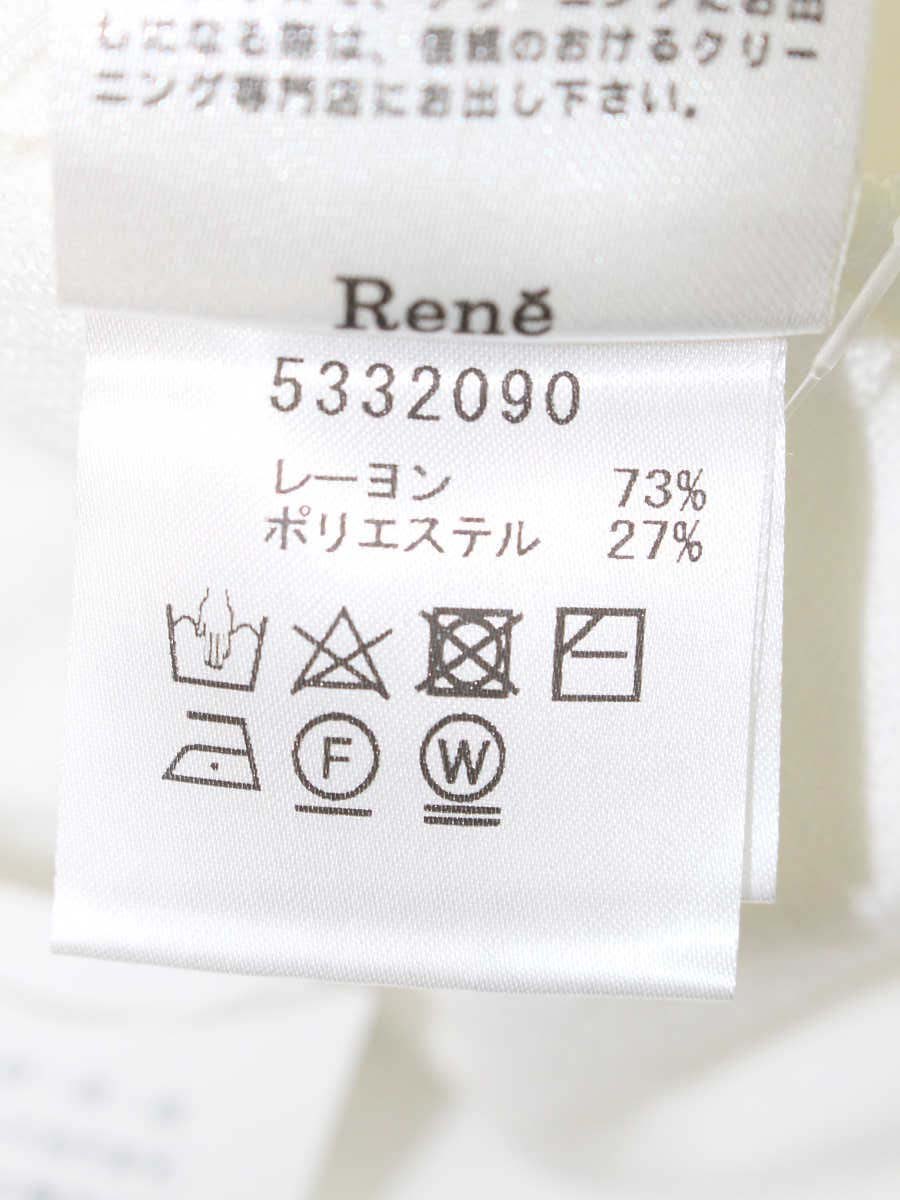 しになる際は、信紙のおけるクリー
ニング専門店にお出し下さい。
René
5332090
レーヨン 73%
ポリエステル 27%
F W